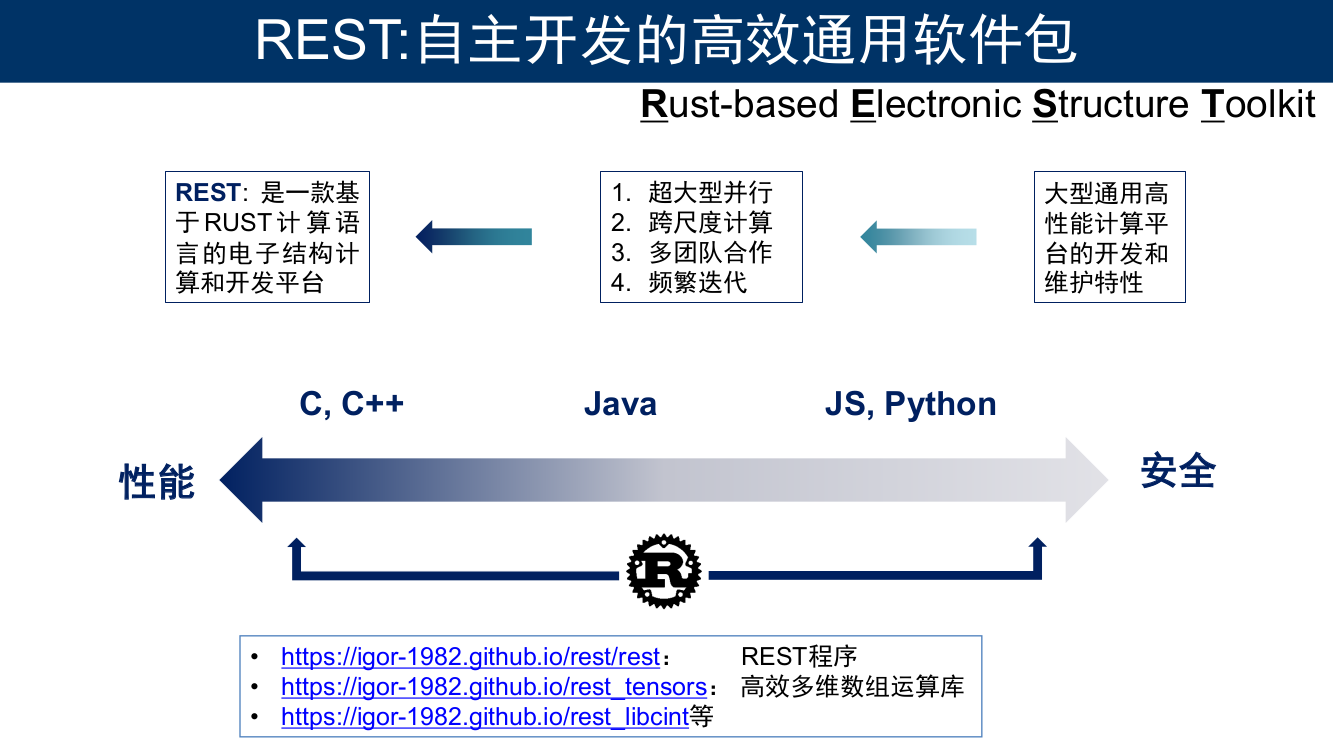 REST:自主开发的高效通用软件包
Rust-based Electronic Structure Toolkit
REST: 是一款基
于RUST计算语
言的电子结构计
算和开发平台
1. 超大型并行
2. 跨尺度计算
3. 多团队合作
4. 频繁迭代
大型通用高
性能计算平
台的开发和
维护特性
C, C++
Java
JS, Python
性能
安全
R
• https://igor-1982.github.io/rest/rest： REST程序
• https://igor-1982.github.io/rest_tensors： 高效多维数组运算库
• https://igor-1982.github.io/rest_libcint等